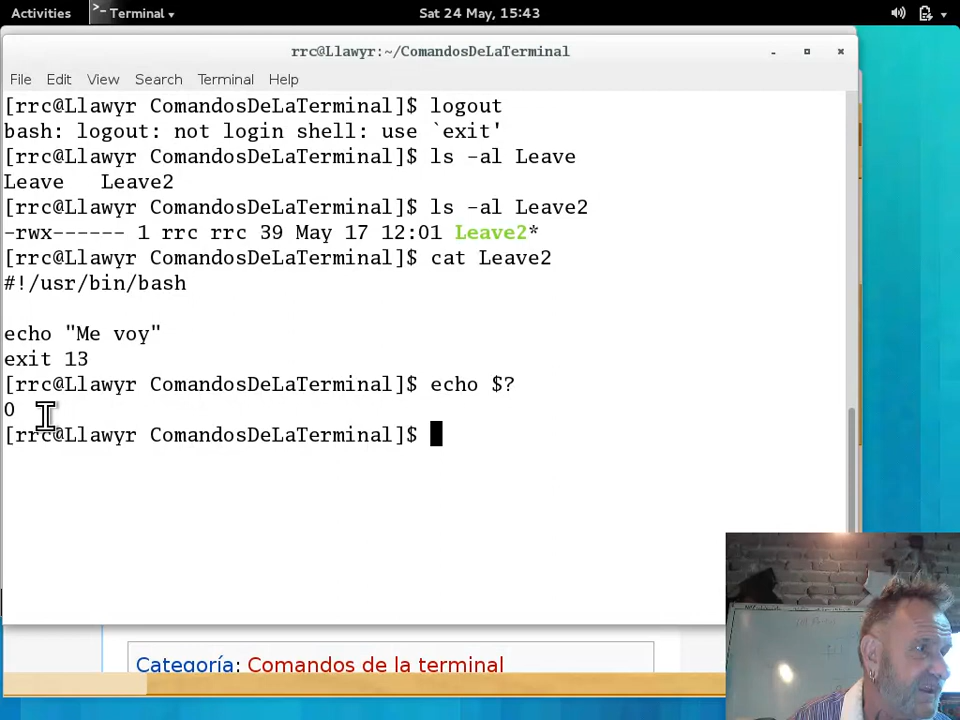 Activities
Terminal
Sat 24 May, 15:43
rrc@Llawyr:~/ComandosDeLaTerminal
File Edit View Search Terminal Help
[rrc@Llawyr ComandosDeLaTerminal]$ logout
bash: logout: not login shell: use `exit'
[rrc@Llawyr ComandosDeLaTerminal]$ ls -al Leave
Leave Leave2
[rrc@Llawyr ComandosDeLaTerminal]$ ls -al Leave2
-rwx------ 1 rrc rrc 39 May 17 12:01 Leave2*
[rrc@Llawyr ComandosDeLaTerminal]$ cat Leave2
#!/usr/bin/bash
echo "Me voy"
exit 13
[rrc@Llawyr ComandosDeLaTerminal]$ echo $?
0
[rrc@Llawyr ComandosDeLaTerminal]$
Categoría: Comandos de la terminal